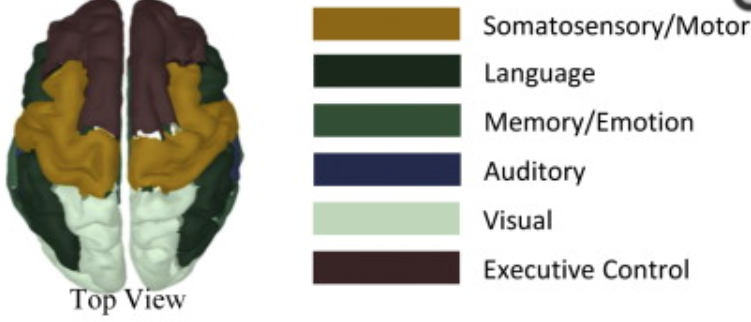 Somatosensory/Motor
Language
Memory/Emotion
Auditory
Visual
Executive Control
Top View